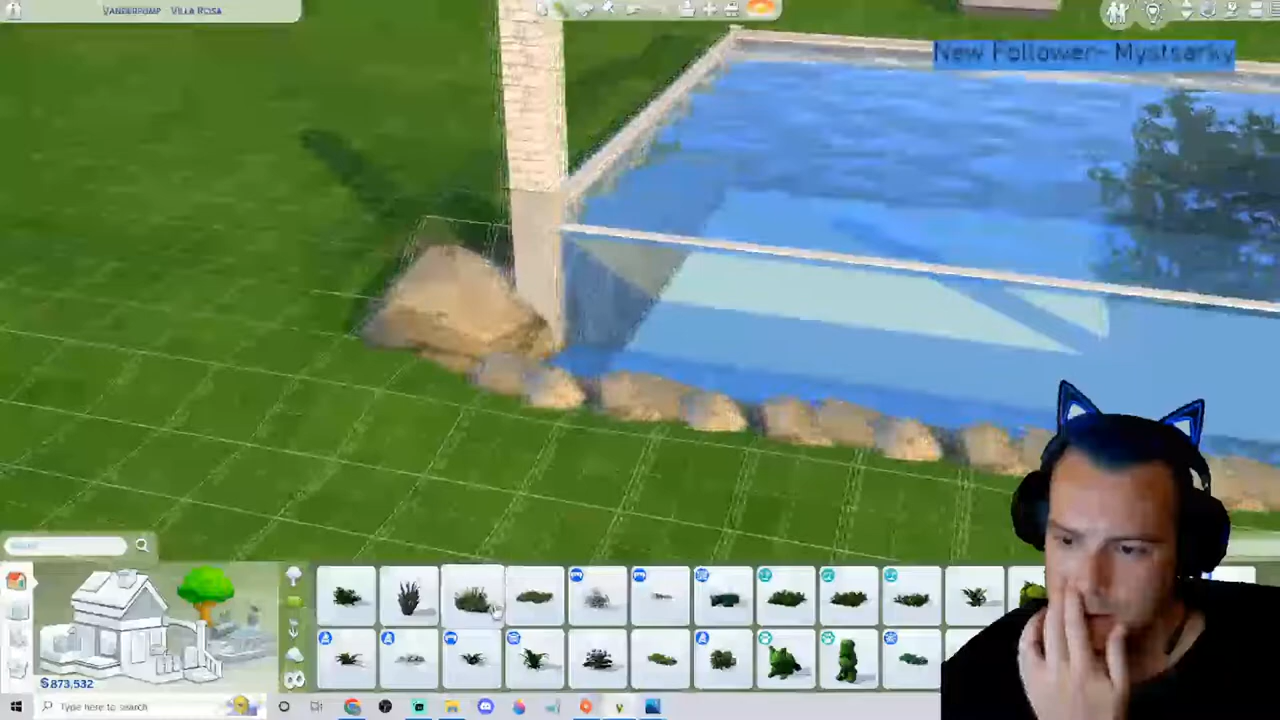 VANDERPUMP - VILLA ROSA
New Follower- Mystsarky
$873,532
Type here to search